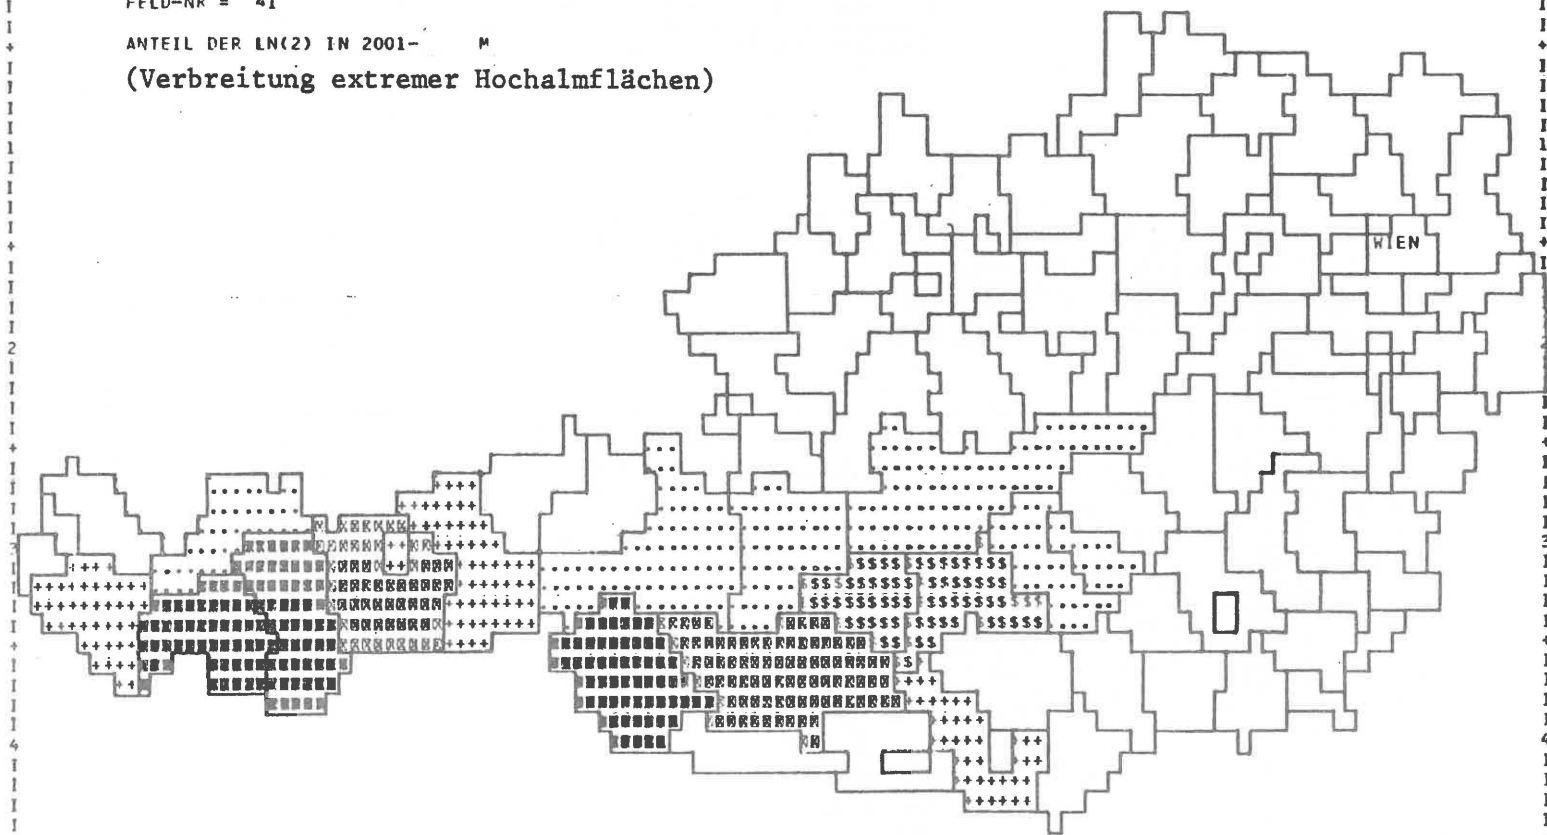 FELD-NR = 41
ANTEIL DER LN(2) IN 2001- M
(Verbreitung extremer Hochalmflächen)
WIEN